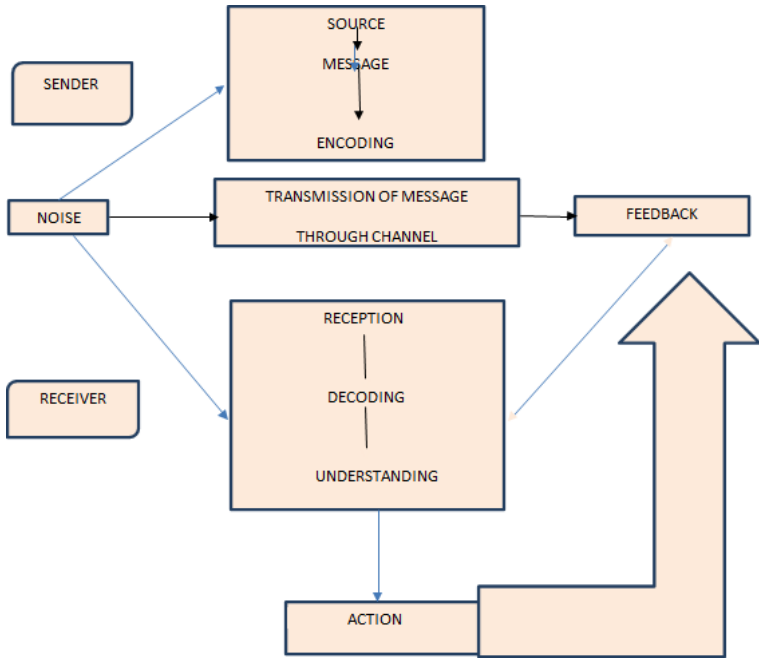 SOURCE
MESSAGE
SENDER
ENCODING
TRANSMISSION OF MESSAGE
THROUGH CHANNEL
NOISE
FEEDBACK
RECEPTION
RECEIVER
DECODING
UNDERSTANDING
ACTION